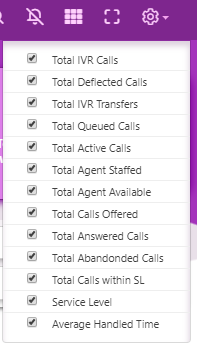 Total IVR Calls
Total Deflected Calls
Total IVR Transfers
Total Queued Calls
Total Active Calls
Total Agent Staffed
Total Agent Available
Total Calls Offered
Total Answered Calls
Total Abandonded Calls
Total Calls within SL
Service Level
Average Handled Time